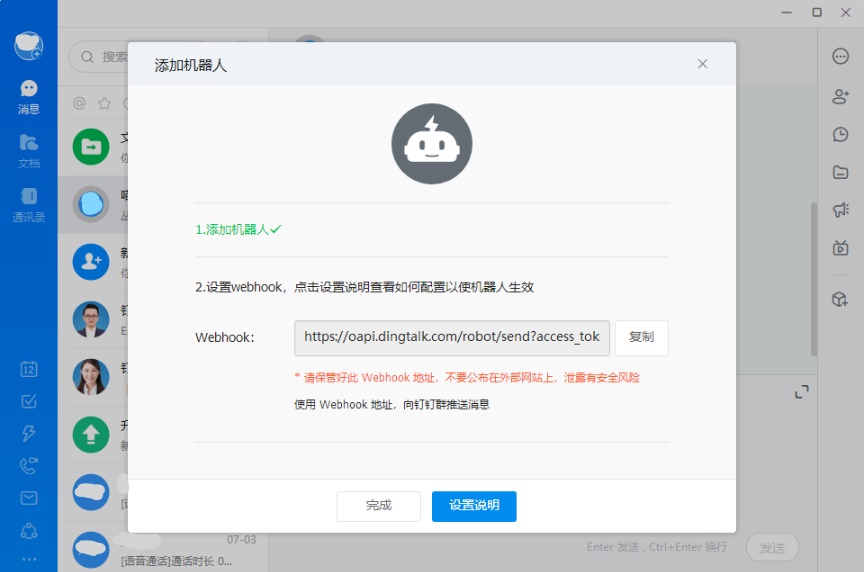 搜索
添加机器人
消息
文档
通讯录
1.添加机器人✓
2.设置webhook，点击设置说明查看如何配置以使机器人生效
Webhook：
https://oapi.dingtalk.com/robot/send?access_tok
复制
* 请保管好此 Webhook 地址，不要公布在外部网站上，泄露有安全风险
使用 Webhook 地址，向钉钉群推送消息
12
完成
设置说明
07-03
[语音通话]通话时长 0...
Enter 发送 , Ctrl+Enter 换行
发送